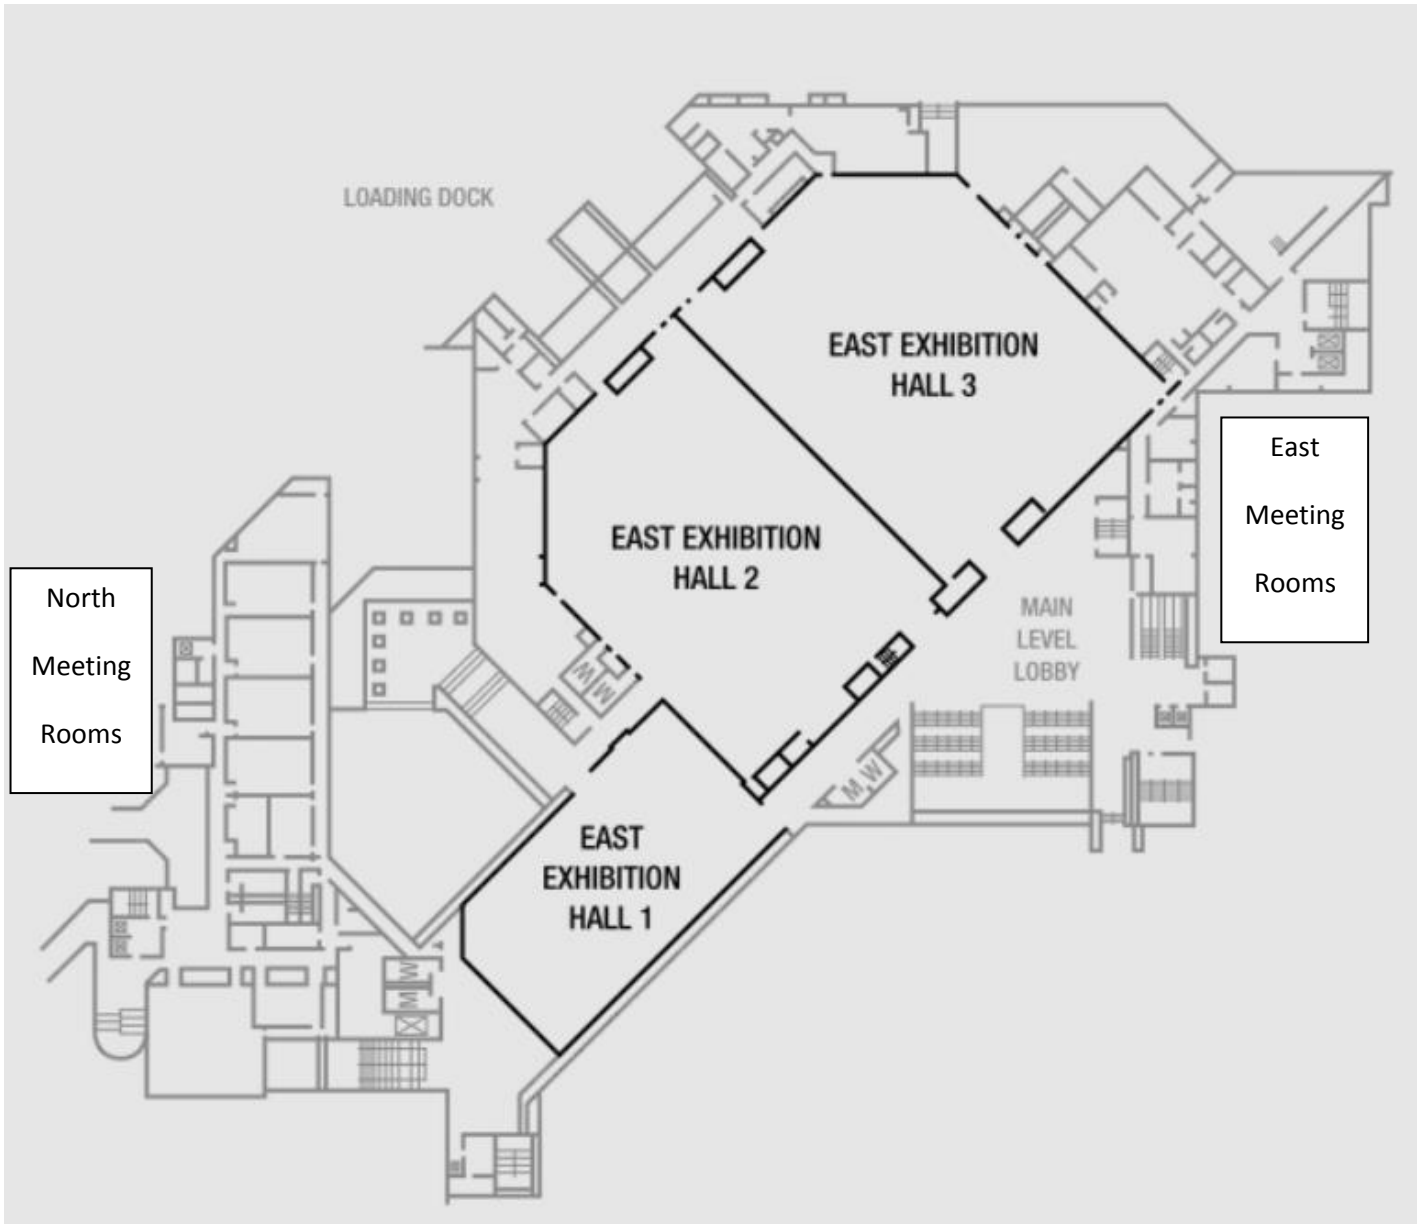 LOADING DOCK
EAST EXHIBITION
HALL 3
East
Meeting
Rooms
EAST EXHIBITION
HALL 2
North
Meeting
Rooms
MAIN
LEVEL
LOBBY
M W
M W
EAST
EXHIBITION
HALL 1
M W